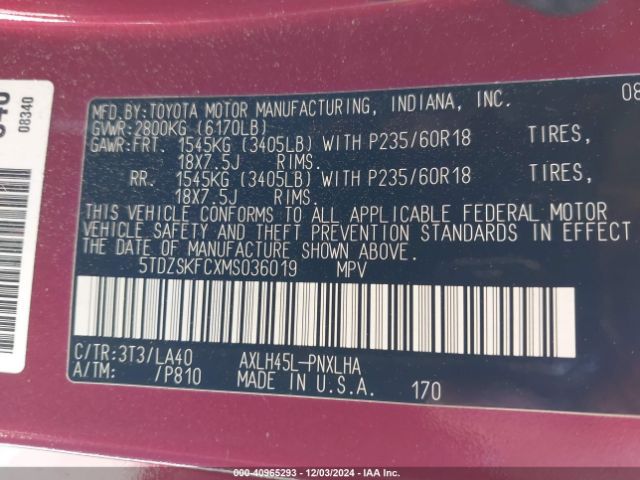 40
08340
MFD.BY:TOYOTA MOTOR MANUFACTURING, INDIANA, INC. 08
GVWR:2800KG (6170LB)
GAWR:FRT. 1545KG (3405LB) WITH P235/60R18 TIRES,
18X7.5J RIMS.
RR. 1545KG (3405LB) WITH P235/60R18 TIRES,
18X7.5J RIMS.
THIS VEHICLE CONFORMS TO ALL APPLICABLE FEDERAL MOTOR
VEHICLE SAFETY AND THEFT PREVENTION STANDARDS IN EFFECT
THE DATE OF MANUFACTURE SHOWN ABOVE.
5TDZSKFCXMS036019 MPV
C/TR:3T3/LA40 AXLH45L-PNXLHA
A/TM: /P810 MADE IN U.S.A. 170
000-40965293 - 12/03/2024 - IAAI.COM